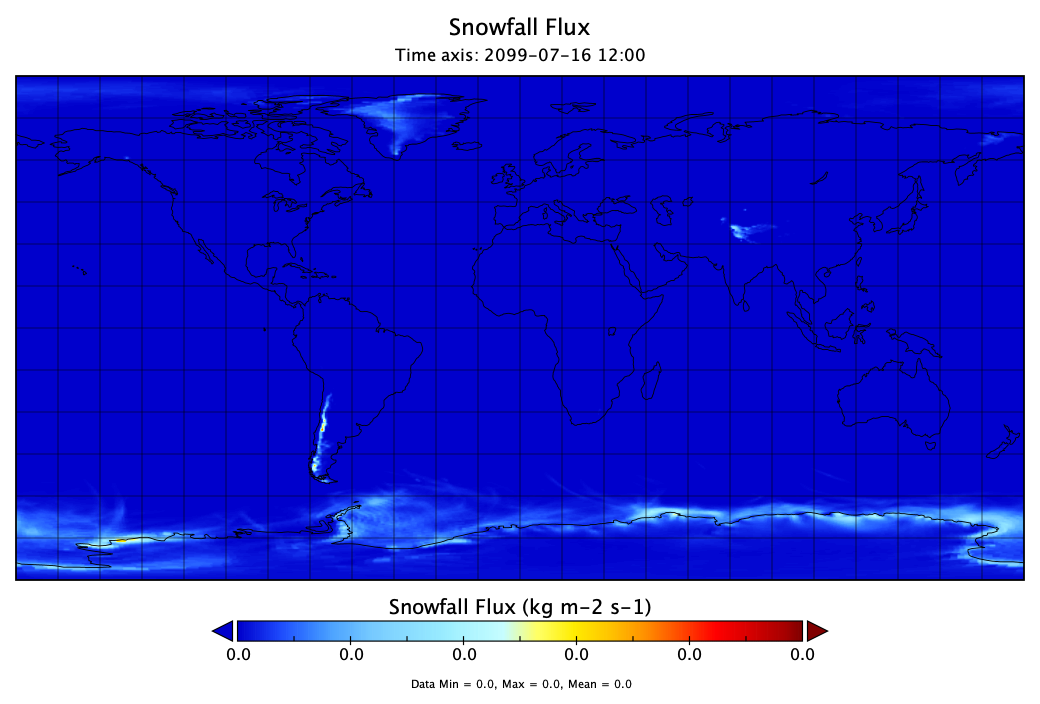 Snowfall Flux
Time axis: 2099-07-16 12:00
Snowfall Flux (kg m-2 s-1)
0.0 0.0 0.0 0.0 0.0 0.0
Data Min = 0.0, Max = 0.0, Mean = 0.0